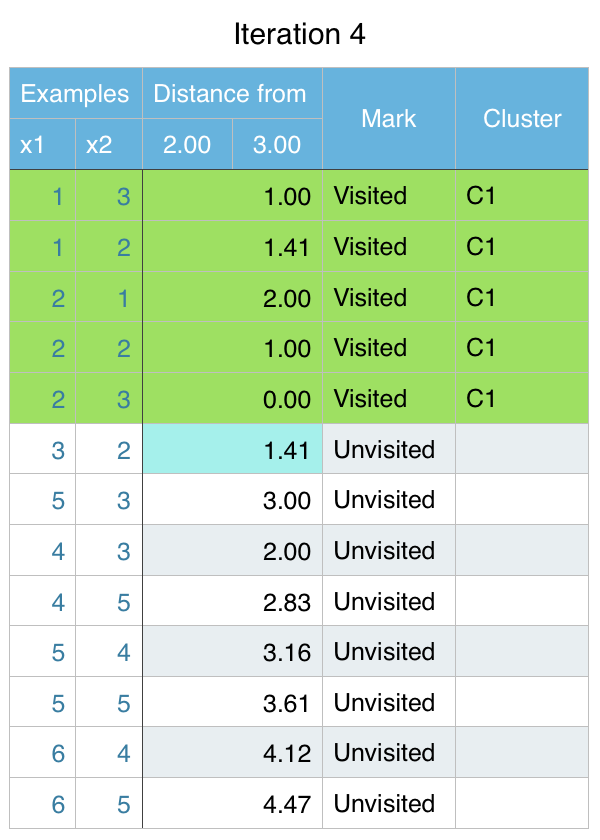 Iteration 4
Examples Distance from Mark Cluster
x1 x2 2.00 3.00
1 3 1.00 Visited C1
1 2 1.41 Visited C1
2 1 2.00 Visited C1
2 2 1.00 Visited C1
2 3 0.00 Visited C1
3 2 1.41 Unvisited
5 3 3.00 Unvisited
4 3 2.00 Unvisited
4 5 2.83 Unvisited
5 4 3.16 Unvisited
5 5 3.61 Unvisited
6 4 4.12 Unvisited
6 5 4.47 Unvisited